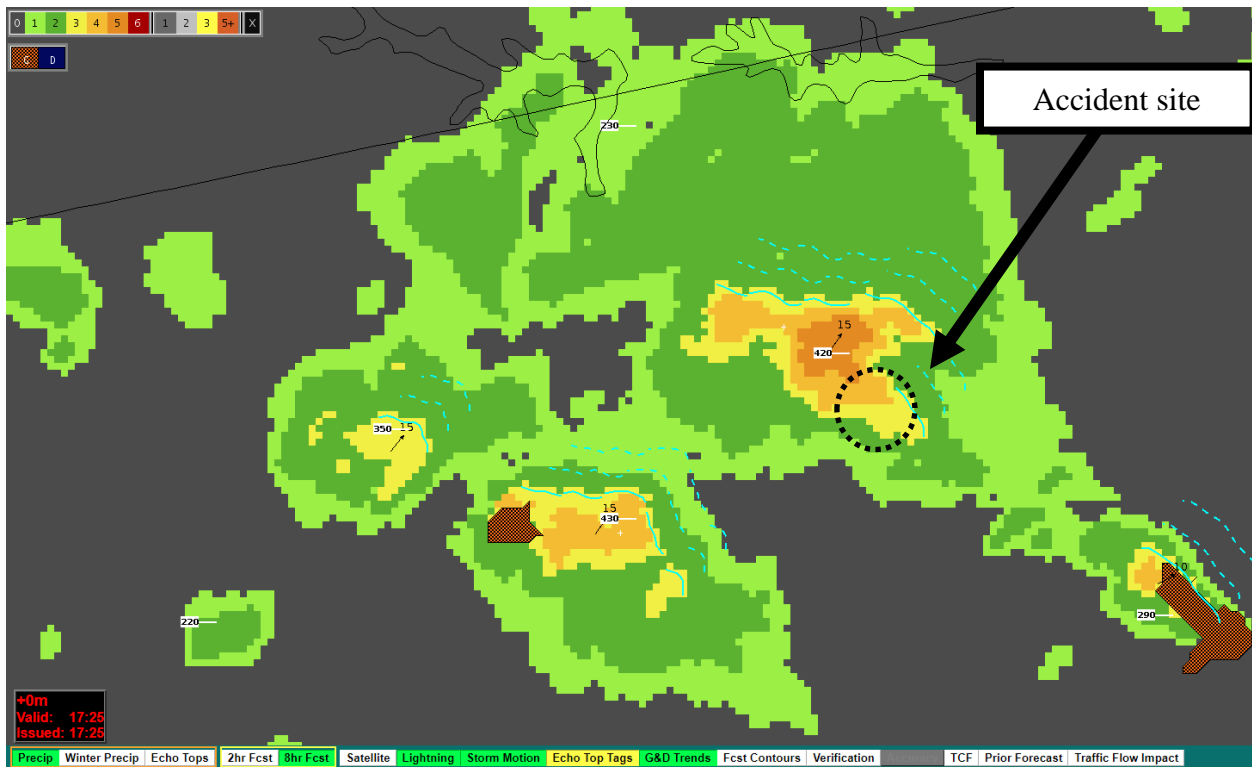 0 1 2 3 4 5 6 1 2 3 5+ X
C D
Accident site
230
15
420
350 15
15
430
10
290
220
+0m
Valid: 17:25
Issued: 17:25
Precip Winter Precip Echo Tops 2hr Fcst 8hr Fcst Satellite Lightning Storm Motion Echo Top Tags G&D Trends Fcst Contours Verification TCF Prior Forecast Traffic Flow Impact